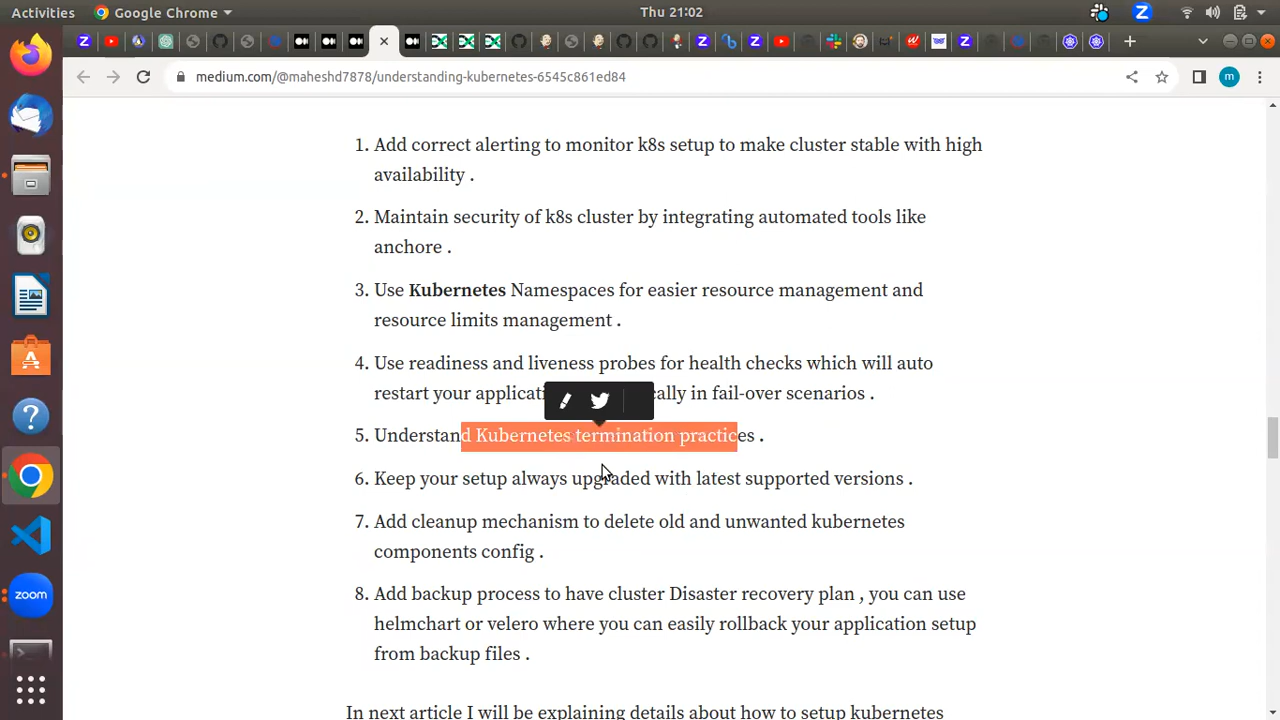 Activities
Google Chrome
Thu 21:02
medium.com/@maheshd7878/understanding-kubernetes-6545c861ed84
m
1. Add correct alerting to monitor k8s setup to make cluster stable with high
availability .
2. Maintain security of k8s cluster by integrating automated tools like
anchore .
3. Use Kubernetes Namespaces for easier resource management and
resource limits management .
4. Use readiness and liveness probes for health checks which will auto
restart your applicati cally in fail-over scenarios .
5. Understand Kubernetes termination practices .
6. Keep your setup always upgraded with latest supported versions .
7. Add cleanup mechanism to delete old and unwanted kubernetes
components config .
8. Add backup process to have cluster Disaster recovery plan , you can use
helmchart or velero where you can easily rollback your application setup
from backup files .
In next article I will be explaining details about how to setup kubernetes
zoom